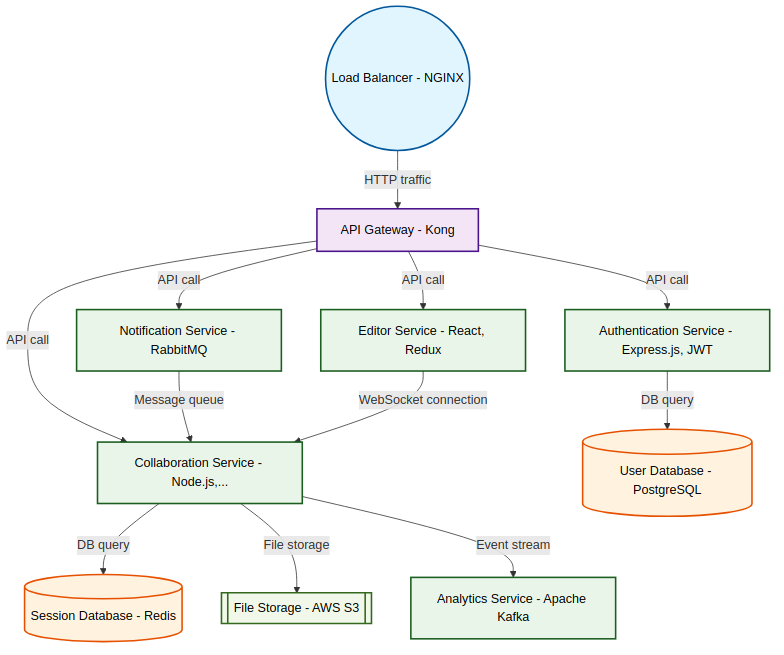 Load Balancer - NGINX
HTTP traffic
API Gateway - Kong
API call
API call
API call
API call
Notification Service -
RabbitMQ
Editor Service - React,
Redux
Authentication Service -
Express.js, JWT
Message queue
WebSocket connection
DB query
Collaboration Service -
Node.js,...
User Database -
PostgreSQL
DB query
File storage
Event stream
Session Database - Redis
File Storage - AWS S3
Analytics Service - Apache
Kafka